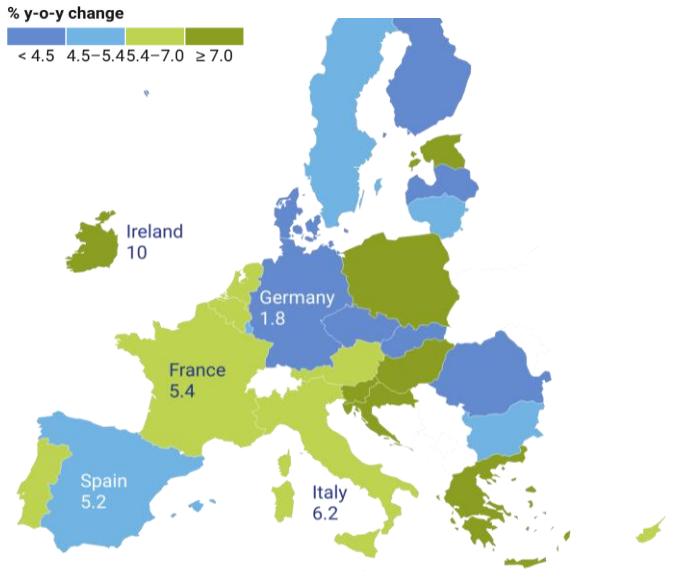 % y-o-y change
< 4.5 4.5–5.4 5.4–7.0 ≥ 7.0
Ireland
10
Germany
1.8
France
5.4
Spain
5.2
Italy
6.2